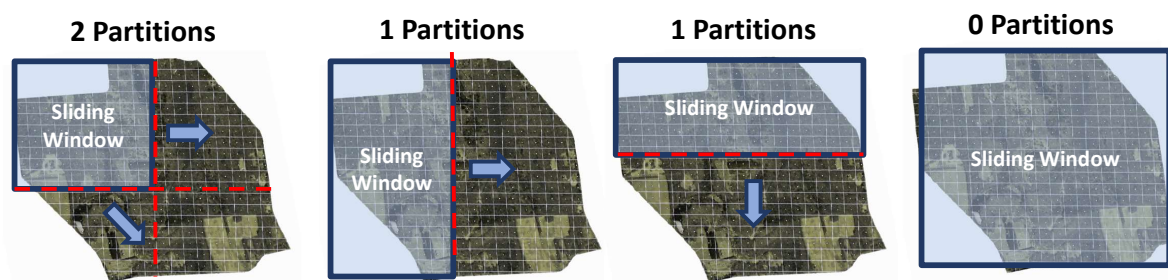 2 Partitions
1 Partitions
1 Partitions
0 Partitions
Sliding
Window
Sliding
Window
Sliding Window
Sliding Window